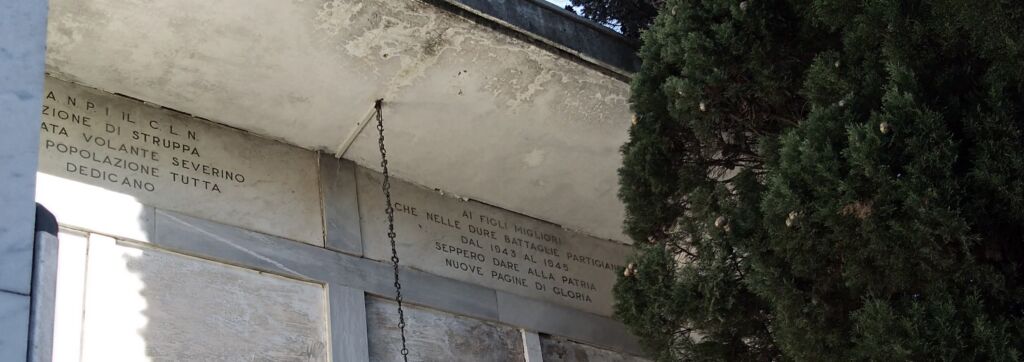 A N P I IL C.L.N.
ZIONE DI STRUPPA
ATA VOLANTE SEVERINO
POPOLAZIONE TUTTA
DEDICANO
AI FIGLI MIGLIORI
CHE NELLE DURE BATTAGLIE PARTIGIAN
DAL 1943 AL 1945
SEPPERO DARE ALLA PATRIA
NUOVE PAGINE DI GLORIA